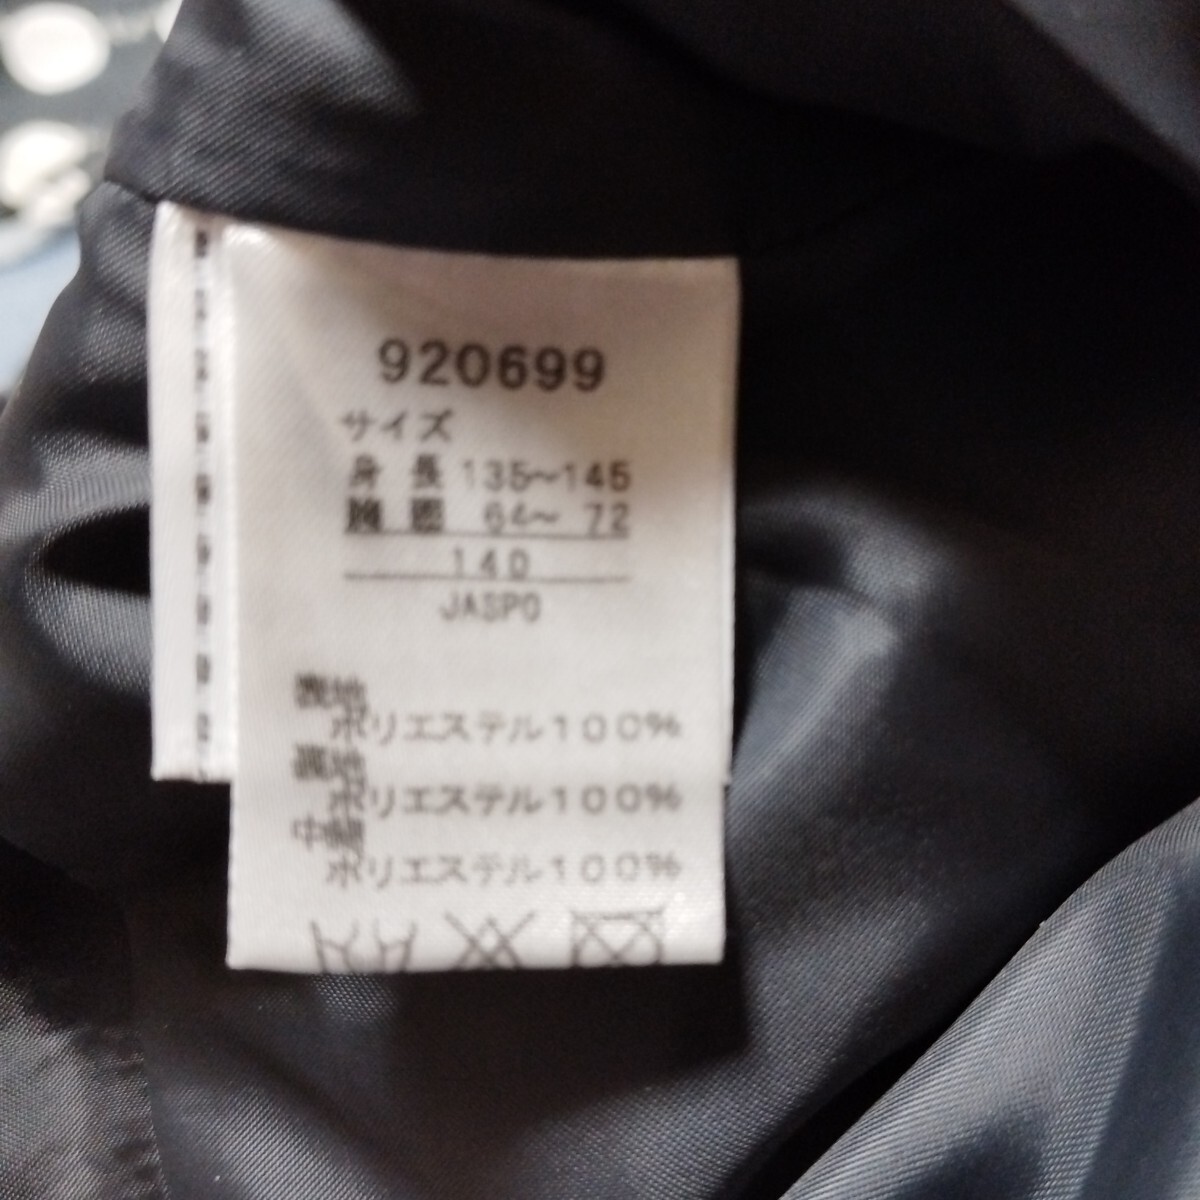 920699
サイズ
身長 135～145
胸囲 64～ 72
140
JASPO
表地
ポリエステル100%
裏地
ポリエステル100%
中綿
ポリエステル100%